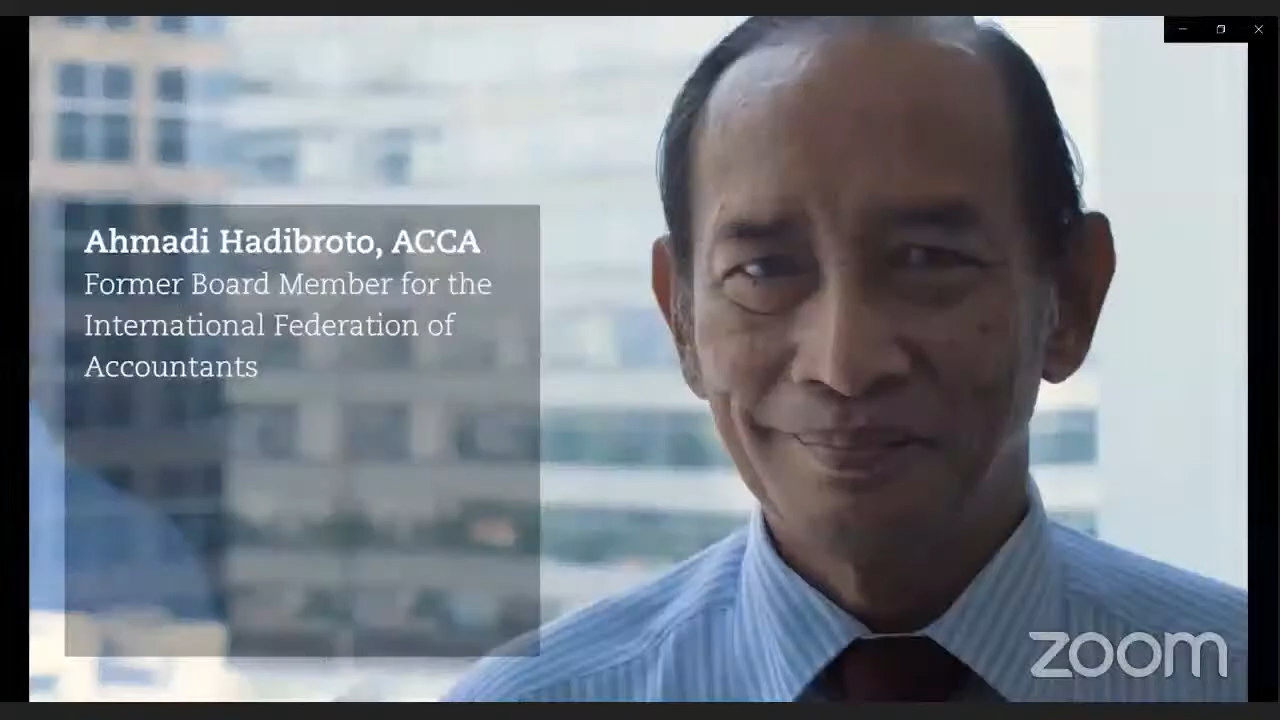 Ahmadi Hadibroto, ACCA
Former Board Member for the
International Federation of
Accountants
zoom